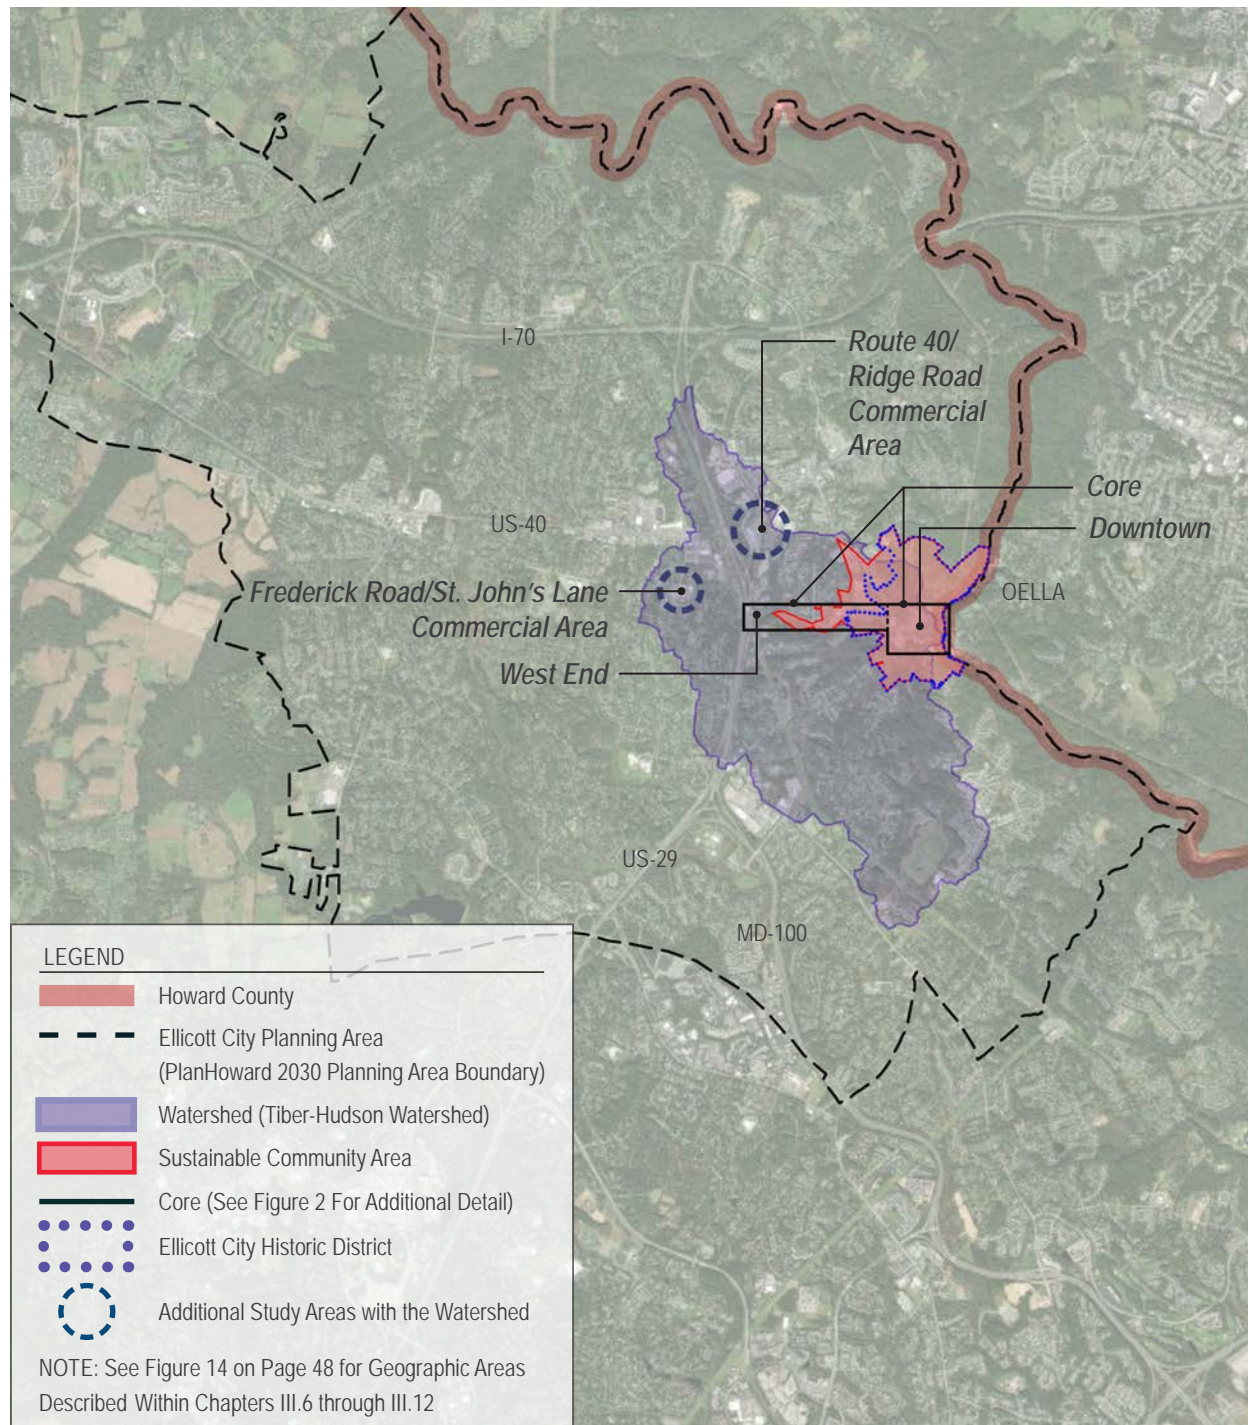 I-70
Route 40/
Ridge Road
Commercial
Area
Core
Downtown
US-40
Frederick Road/St. John's Lane
Commercial Area
OELLA
West End
US-29
MD-100
LEGEND
Howard County
Ellicott City Planning Area
(PlanHoward 2030 Planning Area Boundary)
Watershed (Tiber-Hudson Watershed)
Sustainable Community Area
Core (See Figure 2 For Additional Detail)
Ellicott City Historic District
Additional Study Areas with the Watershed
NOTE: See Figure 14 on Page 48 for Geographic Areas
Described Within Chapters III.6 through III.12